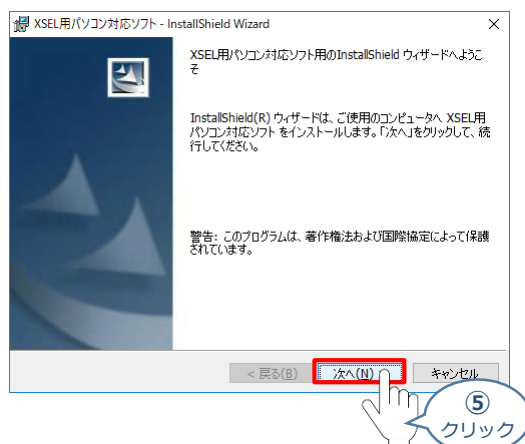 XSEL用パソコン対応ソフト - InstallShield Wizard
XSEL用パソコン対応ソフト用のInstallShield ウィザードへようこ
そ
InstallShield(R) ウィザードは、ご使用のコンピュータへ XSEL用
パソコン対応ソフト をインストールします。「次へ」をクリックして、続
行してください。
警告: このプログラムは、著作権法および国際協定によって保護
されています。
< 戻る(B)
次へ(N)
キャンセル
⑤
クリック